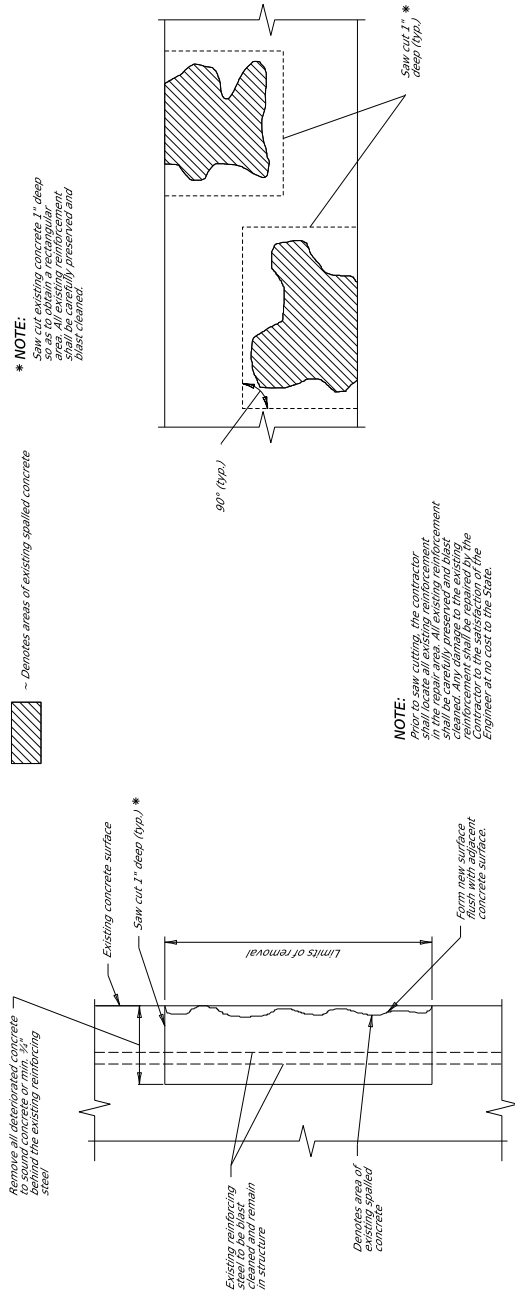 Remove all deteriorated concrete
to sound concrete or min. ¾"
behind the existing reinforcing
steel
Existing concrete surface
Saw cut 1" deep (typ.) *
Limits of removal
Existing reinforcing
steel to be blast
cleaned and remain
in structure
Denotes area of
existing spalled
concrete
Form new surface
flush with adjacent
concrete surface.
~ Denotes areas of existing spalled concrete
* NOTE:
Saw cut existing concrete 1" deep
so as to obtain a rectangular
area. All existing reinforcement
shall be carefully preserved and
blast cleaned.
90° (typ.)
Saw cut 1" *
deep (typ.)
NOTE:
Prior to saw cutting, the contractor
shall locate all existing reinforcement
in the repair area. All existing reinforcement
shall be carefully preserved and blast
cleaned. Any damage to the existing
reinforcement shall be repaired by the
Contractor to the satisfaction of the
Engineer at no cost to the State.